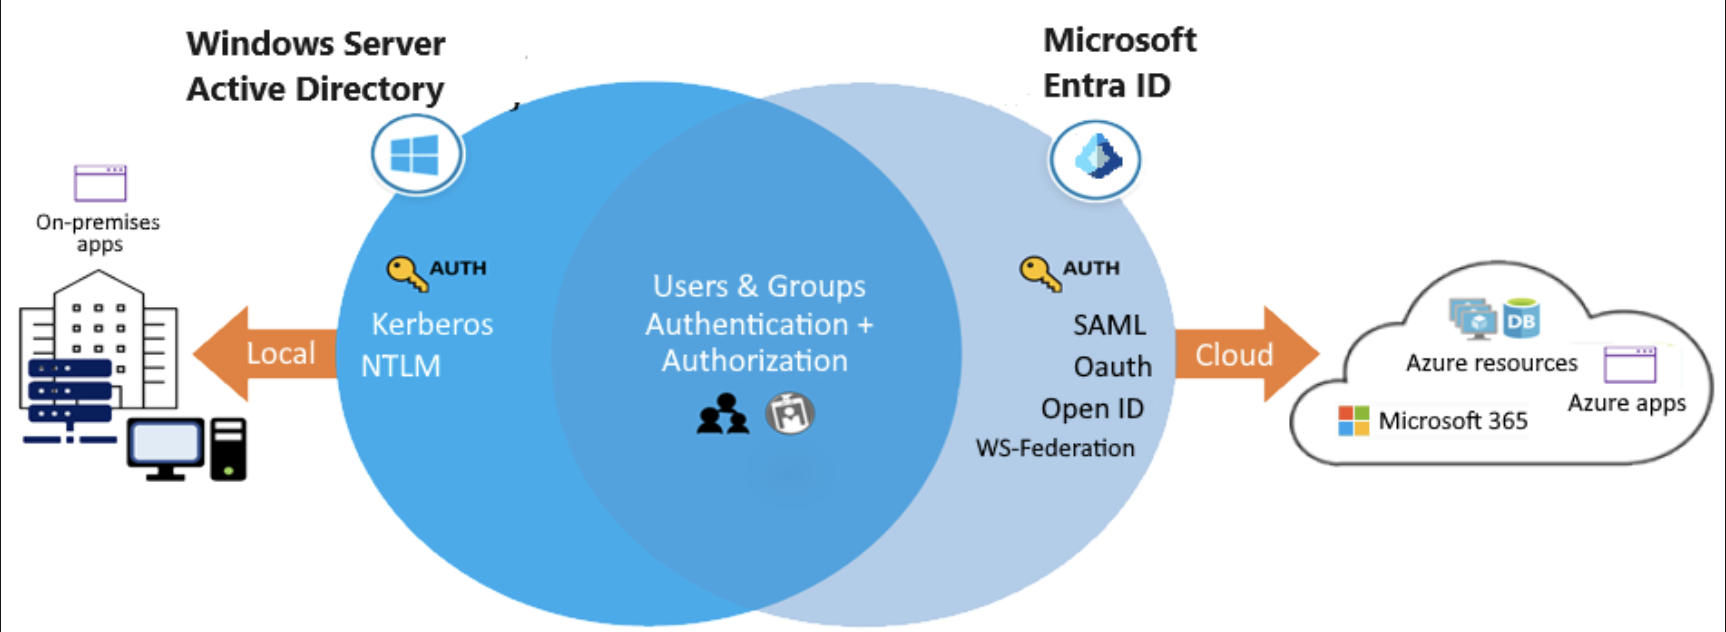 Windows Server
Active Directory
Microsoft
Entra ID
On-premises
apps
AUTH
Kerberos
NTLM
Local
Users & Groups
Authentication +
Authorization
AUTH
SAML
Oauth
Open ID
WS-Federation
Cloud
DB
Azure resources
Azure apps
Microsoft 365